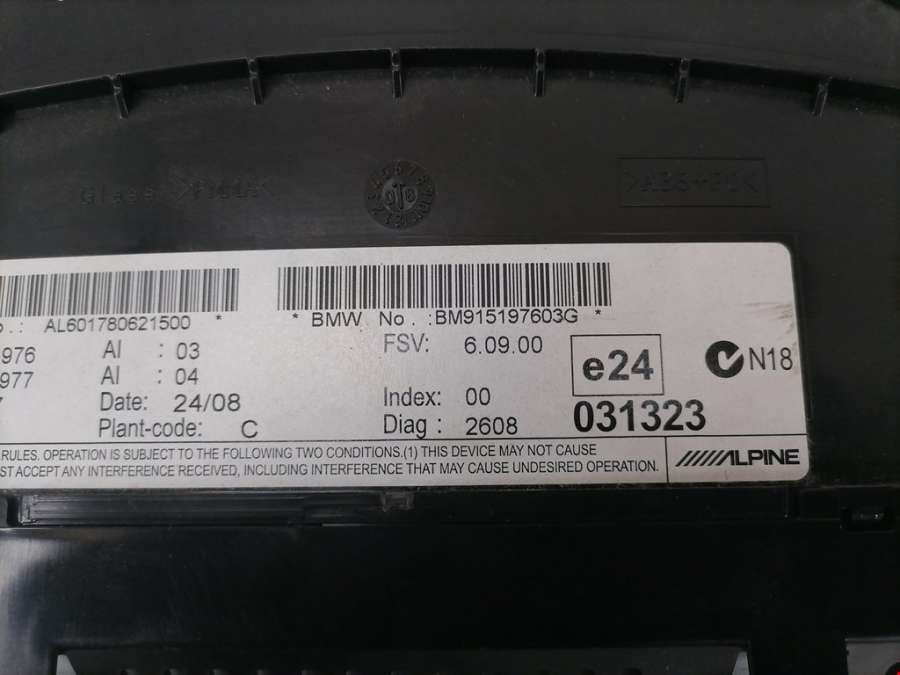 AL601780621500 *
* BMW No. :BM915197603G *
976 AI : 03
977 AI : 04
Date: 24/08
Plant-code: C
FSV: 6.09.00
Index: 00
Diag : 2608
e24
031323
N18
RULES. OPERATION IS SUBJECT TO THE FOLLOWING TWO CONDITIONS.(1) THIS DEVICE MAY NOT CAUSE
ACCEPT ANY INTERFERENCE RECEIVED, INCLUDING INTERFERENCE THAT MAY CAUSE UNDESIRED OPERATION.
ALPINE